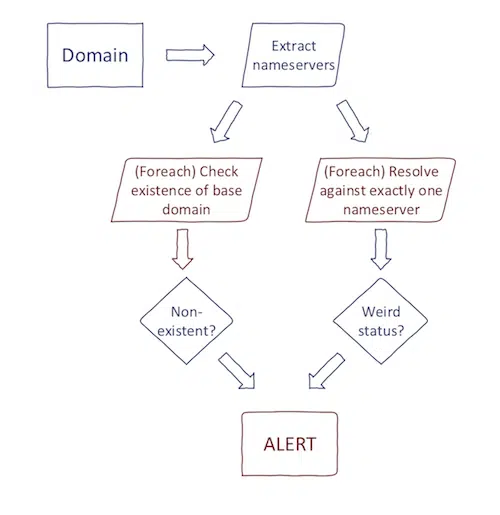 Domain
Extract
nameservers
(Foreach) Check
existence of base
domain
(Foreach) Resolve
against exactly one
nameserver
Non-
existent?
Weird
status?
ALERT